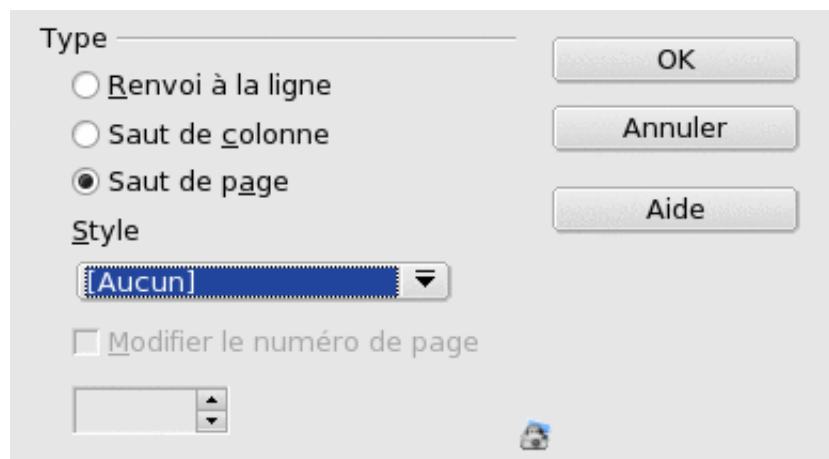 Type
Renvoi à la ligne
Saut de colonne
Saut de page
Style
[Aucun]
Modifier le numéro de page
OK
Annuler
Aide